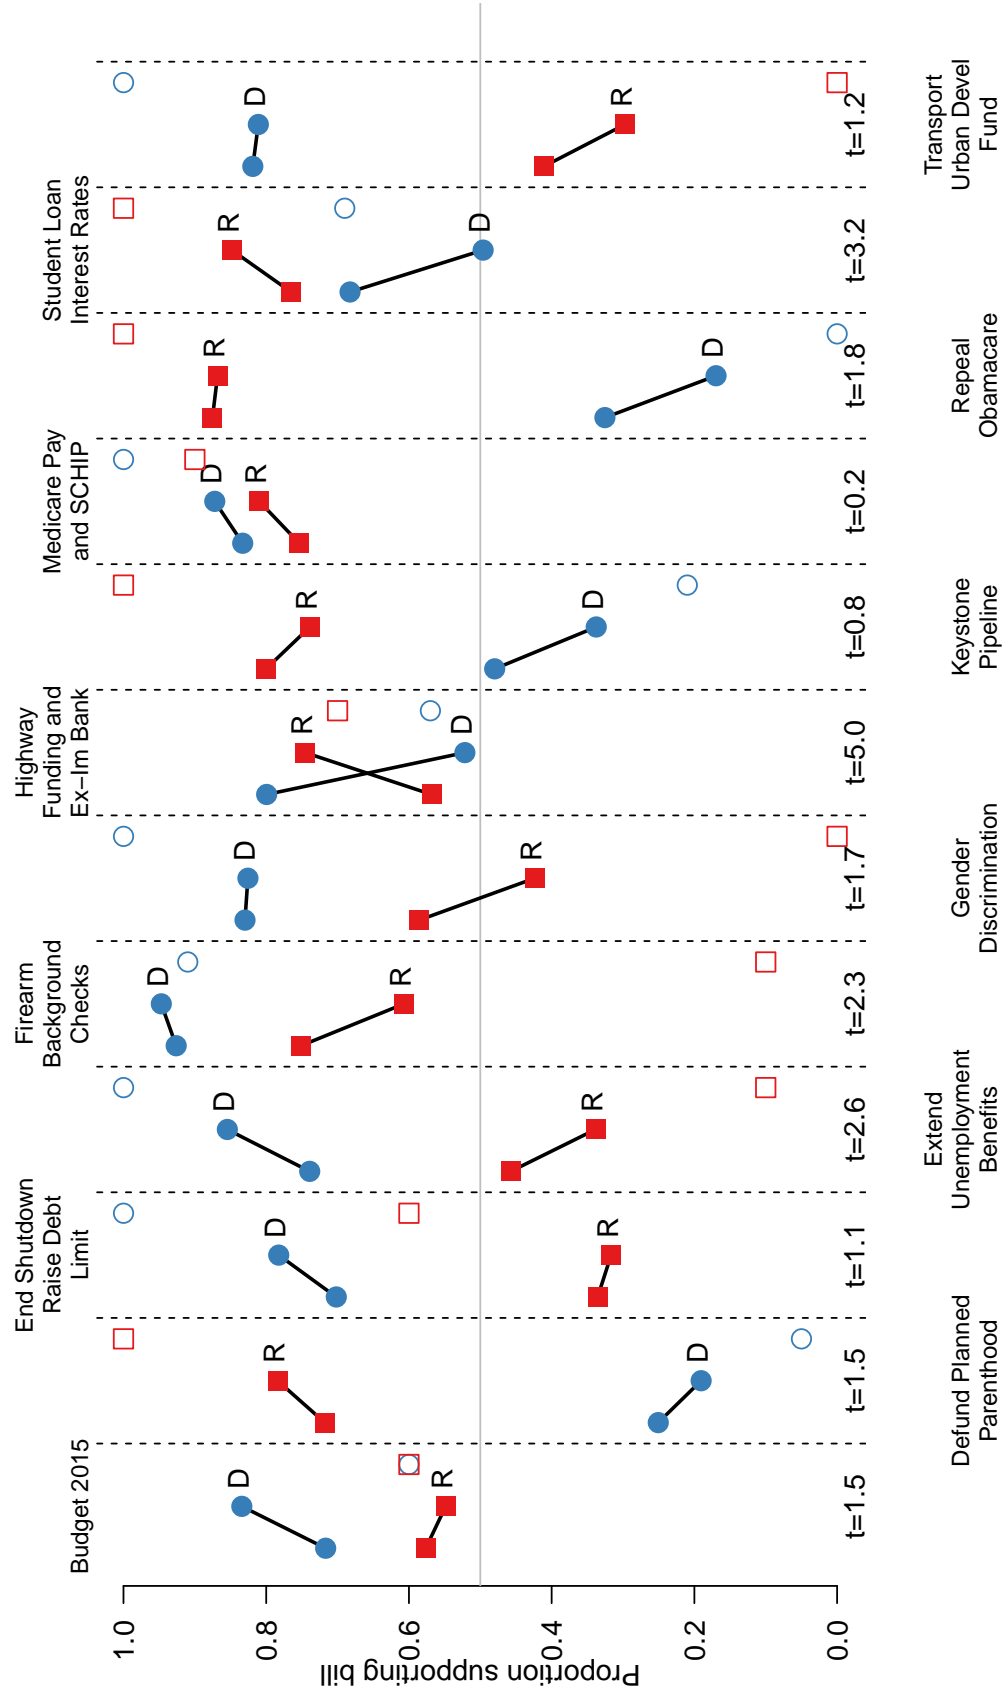 Budget 2015
End Shutdown
Raise Debt
Limit
Firearm
Background
Checks
Highway
Funding and
Ex−Im Bank
Medicare Pay
and SCHIP
Student Loan
Interest Rates
Proportion supporting bill
1.0
0.8
0.6
0.4
0.2
0.0
D
R
R
D
D
R
D
R
D
R
D
R
R
D
R
D
D
R
R
D
R
D
D
R
t=1.5
t=1.5
t=1.1
t=2.6
t=2.3
t=1.7
t=5.0
t=0.8
t=0.2
t=1.8
t=3.2
t=1.2
Defund Planned
Parenthood
Extend
Unemployment
Benefits
Gender
Discrimination
Keystone
Pipeline
Repeal
Obamacare
Transport
Urban Devel
Fund